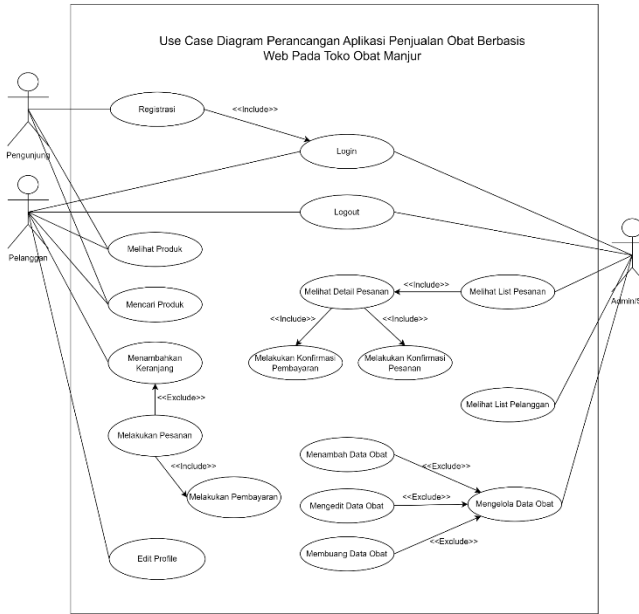 Use Case Diagram Perancangan Aplikasi Penjualan Obat Berbasis
Web Pada Toko Obat Manjur
Registrasi
<<Include>>
Login
Pengunjung
Logout
Pelanggan
Melihat Produk
Melihat Detail Pesanan
<<Include>>
Melihat List Pesanan
Mencari Produk
<<Include>>
<<Include>>
Menambahkan
Keranjang
Melakukan Konfirmasi
Pembayaran
Melakukan Konfirmasi
Pesanan
<<Exclude>>
Melihat List Pelanggan
Melakukan Pesanan
<<Include>>
Menambah Data Obat
<<Exclude>>
Melakukan Pembayaran
Mengedit Data Obat
<<Exclude>>
Mengelola Data Obat
<<Exclude>>
Membuang Data Obat
Edit Profile